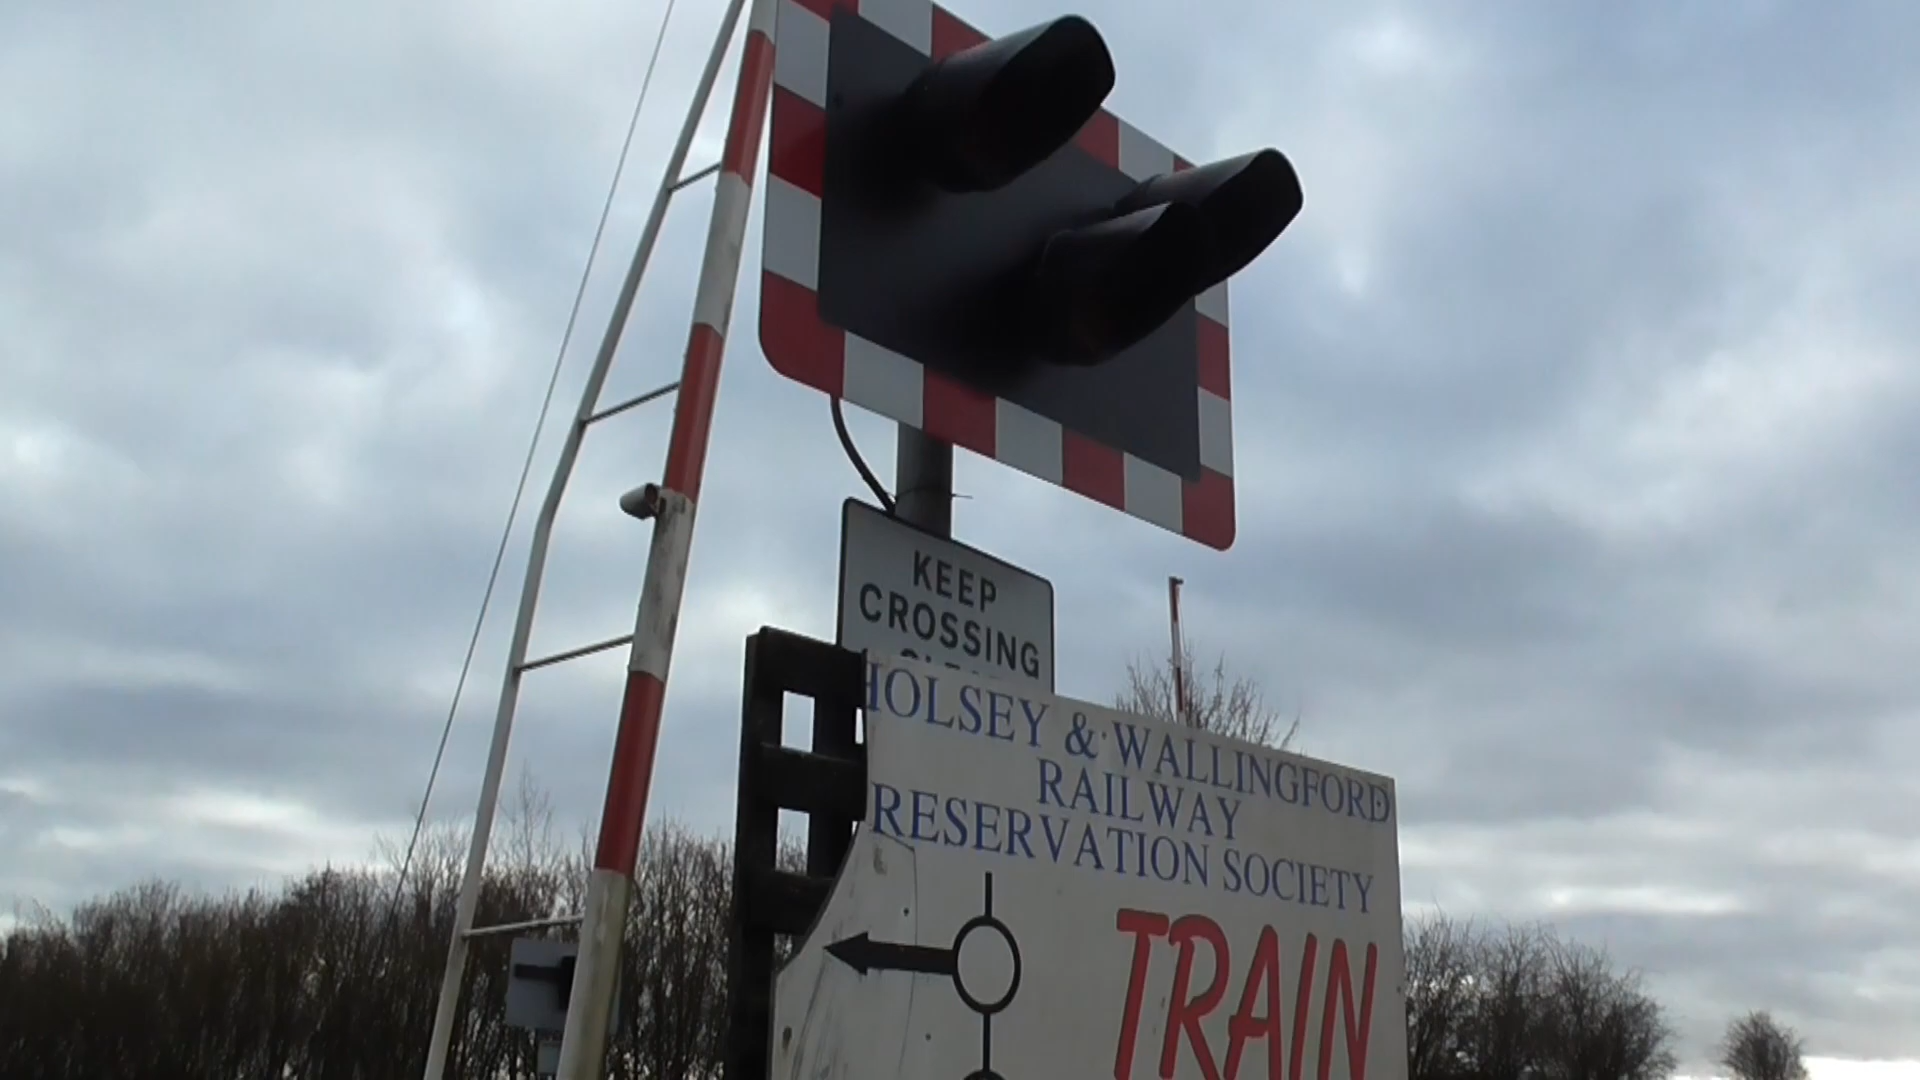 KEEP
CROSSING
HOLSEY & WALLINGFORD
RAILWAY
RESERVATION SOCIETY
TRAIN